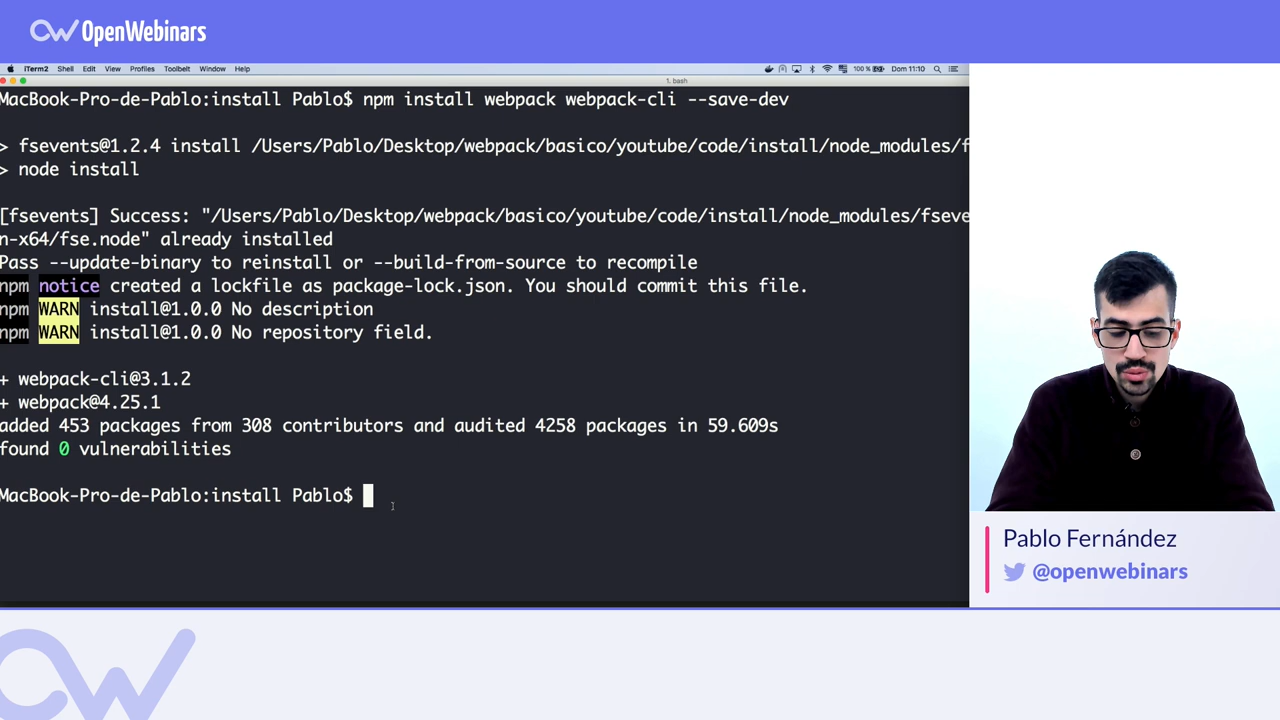 OpenWebinars
iTerm2 Shell Edit View Profiles Toolbelt Window Help 100 % Dom 11:10
1. bash
MacBook-Pro-de-Pablo:install Pablo$ npm install webpack webpack-cli --save-dev
> fsevents@1.2.4 install /Users/Pablo/Desktop/webpack/basico/youtube/code/install/node_modules/f
> node install
[fsevents] Success: "/Users/Pablo/Desktop/webpack/basico/youtube/code/install/node_modules/fseve
n-x64/fse.node" already installed
Pass --update-binary to reinstall or --build-from-source to recompile
npm notice created a lockfile as package-lock.json. You should commit this file.
npm WARN install@1.0.0 No description
npm WARN install@1.0.0 No repository field.
+ webpack-cli@3.1.2
+ webpack@4.25.1
added 453 packages from 308 contributors and audited 4258 packages in 59.609s
found 0 vulnerabilities
MacBook-Pro-de-Pablo:install Pablo$
Pablo Fernández
@openwebinars